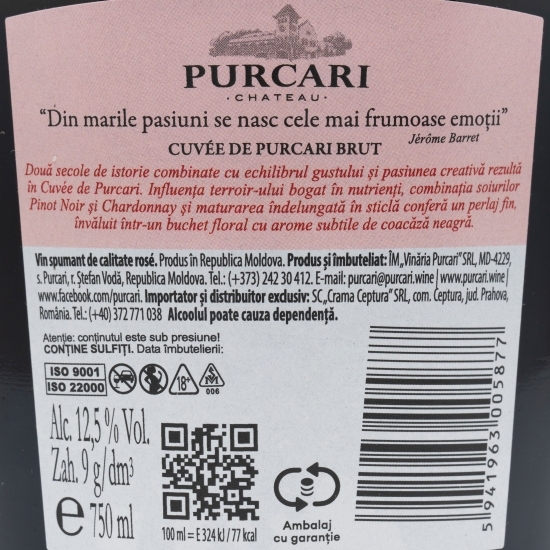 PURCARI
· CHATEAU ·
“Din marile pasiuni se nasc cele mai frumoase emoții”
Jérôme Barret
CUVÉE DE PURCARI BRUT
Două secole de istorie combinate cu echilibrul gustului și pasiunea creativă rezultă
în Cuvée de Purcari. Influența terroir-ului bogat în nutrienți, combinația soiurilor
Pinot Noir și Chardonnay și maturarea îndelungată în sticlă conferă un perlaj fin,
învăluit într-un buchet floral cu arome subtile de coacăză neagră.
Vin spumant de calitate rosé. Produs în Republica Moldova. Produs și îmbuteliat: ÎM „Vinăria Purcari” SRL, MD-4229,
s. Purcari, r. Ștefan Vodă, Republica Moldova. Tel.: (+373) 242 30 412. E-mail: purcari@purcari.wine | www.purcari.wine |
www.facebook.com/purcari. Importator și distribuitor exclusiv: SC „Crama Ceptura” SRL, com. Ceptura, jud. Prahova,
România. Tel.: (+40) 372 771 038 Alcoolul poate cauza dependență.
Atenție: conținutul este sub presiune!
CONȚINE SULFIȚI. Data îmbutelierii:
ISO 9001
ISO 22000
18+
SM
006
Alc. 12,5 % Vol.
Zah. 9 g/dm³
e 750 ml
100 ml = E 324 kJ / 77 kcal
Ambalaj
cu garanție
5941963005877